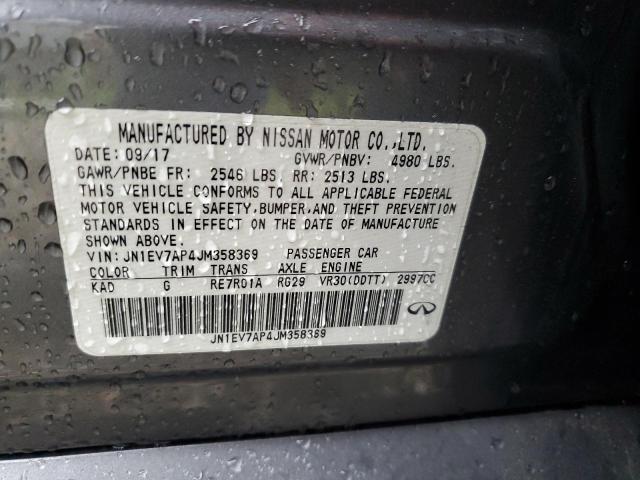 MANUFACTURED BY NISSAN MOTOR CO.,LTD.
DATE: 09/17 GVWR/PNBV: 4980 LBS.
GAWR/PNBE FR: 2546 LBS. RR: 2513 LBS.
THIS VEHICLE CONFORMS TO ALL APPLICABLE FEDERAL
MOTOR VEHICLE SAFETY, BUMPER, AND THEFT PREVENTION
STANDARDS IN EFFECT ON THE DATE OF MANUFACTURE
SHOWN ABOVE.
VIN: JN1EV7AP4JM358369 PASSENGER CAR
COLOR TRIM TRANS AXLE ENGINE
KAD G RE7R01A RG29 VR30(DDTT) 2997CC
JN1EV7AP4JM358369